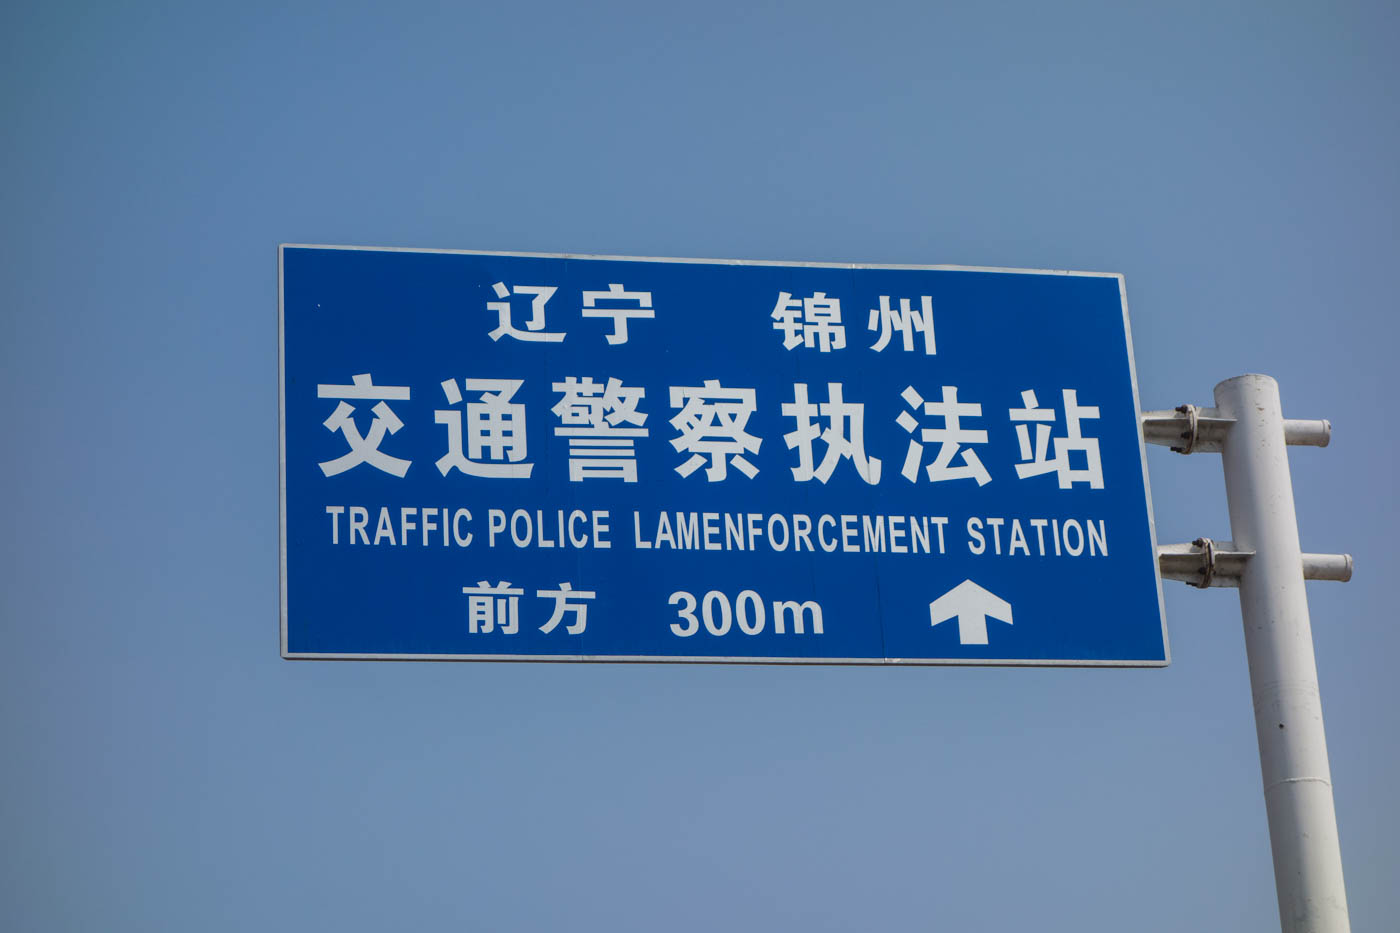 辽宁 锦州
交通警察执法站
TRAFFIC POLICE LAMENFORCEMENT STATION
前方 300m ↑